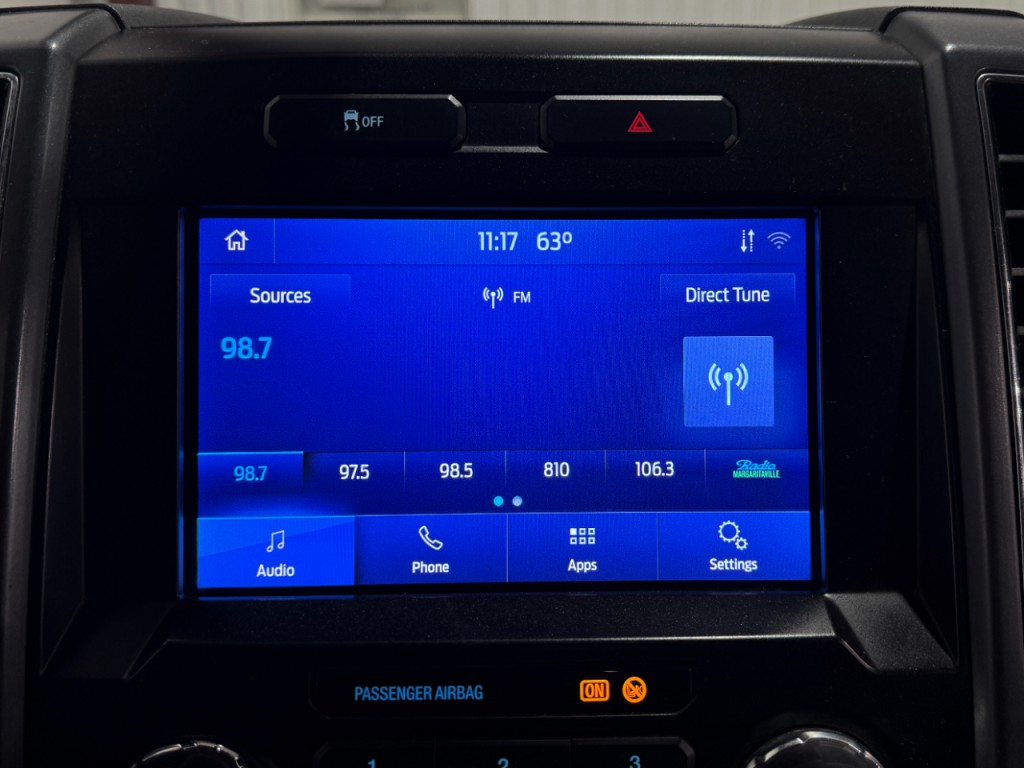 OFF
11:17 63º
Sources FM Direct Tune
98.7
98.7 97.5 98.5 810 106.3 Radio
MARGARITAVILLE
Audio Phone Apps Settings
PASSENGER AIRBAG ON
1 2 3